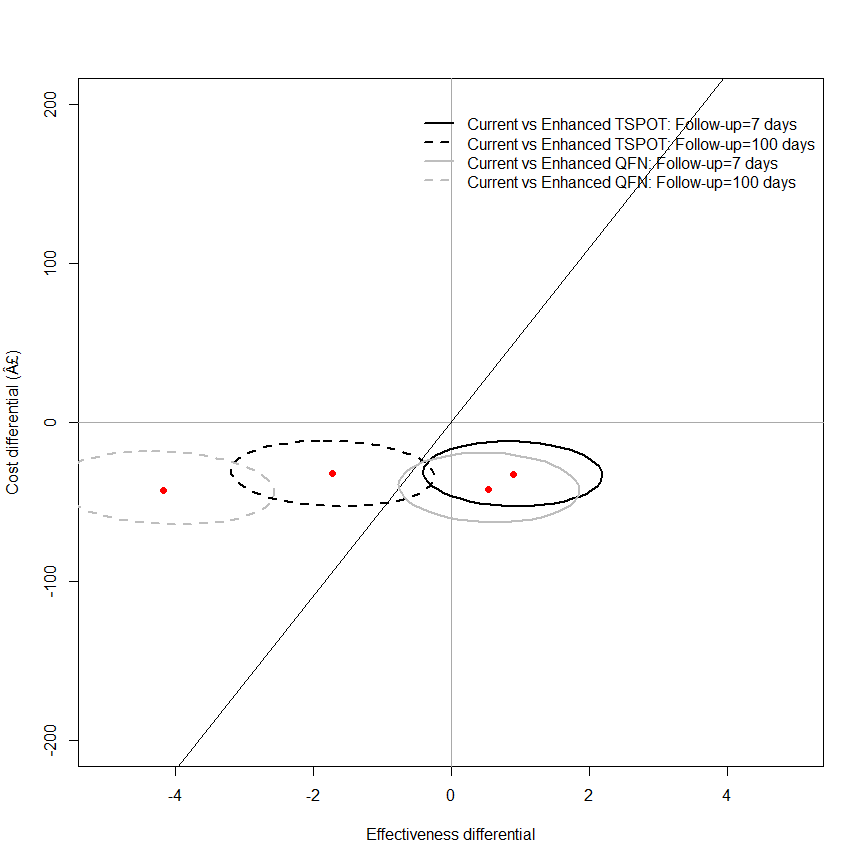 Current vs Enhanced TSPOT: Follow-up=7 days
Current vs Enhanced TSPOT: Follow-up=100 days
Current vs Enhanced QFN: Follow-up=7 days
Current vs Enhanced QFN: Follow-up=100 days
200
100
0
-100
-200
Cost differential (Â£)
-4
-2
0
2
4
Effectiveness differential